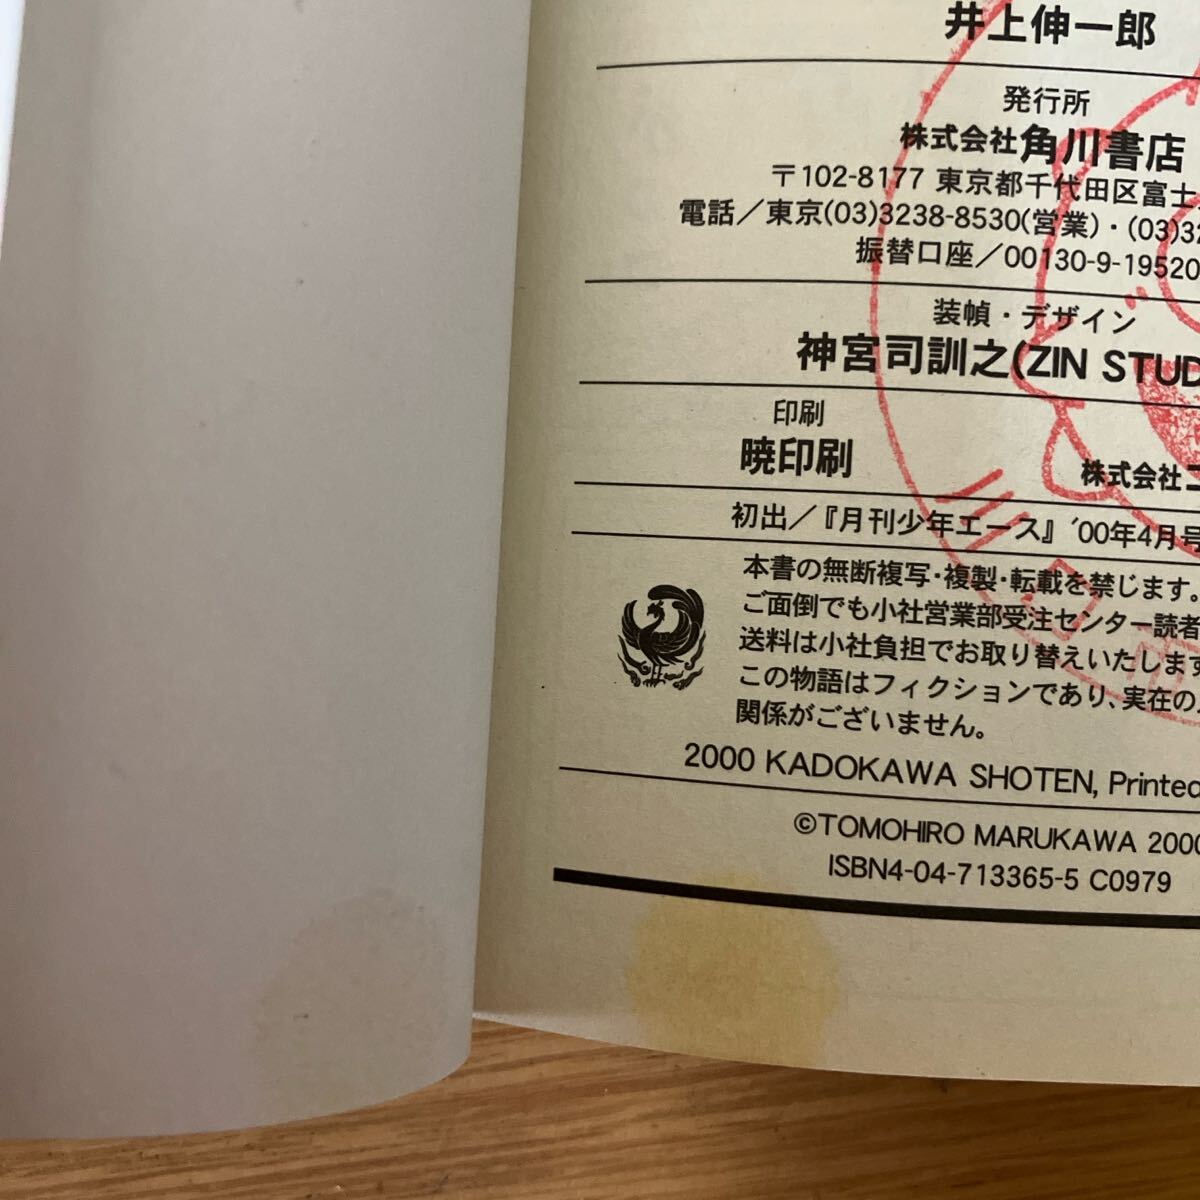 井上伸一郎
発行所
株式会社角川書店
〒102-8177 東京都千代田区富士
電話／東京(03)3238-8530(営業)・(03)32
振替口座／00130-9-19520
装幀・デザイン
神宮司訓之(ZIN STUD
印刷
暁印刷
株式会社コ
初出／『月刊少年エース』'00年4月号
本書の無断複写・複製・転載を禁じます。
ご面倒でも小社営業部受注センター読者
送料は小社負担でお取り替えいたします
この物語はフィクションであり、実在の
関係がございません。
2000 KADOKAWA SHOTEN, Printed
©TOMOHIRO MARUKAWA 2000
ISBN4-04-713365-5 C0979